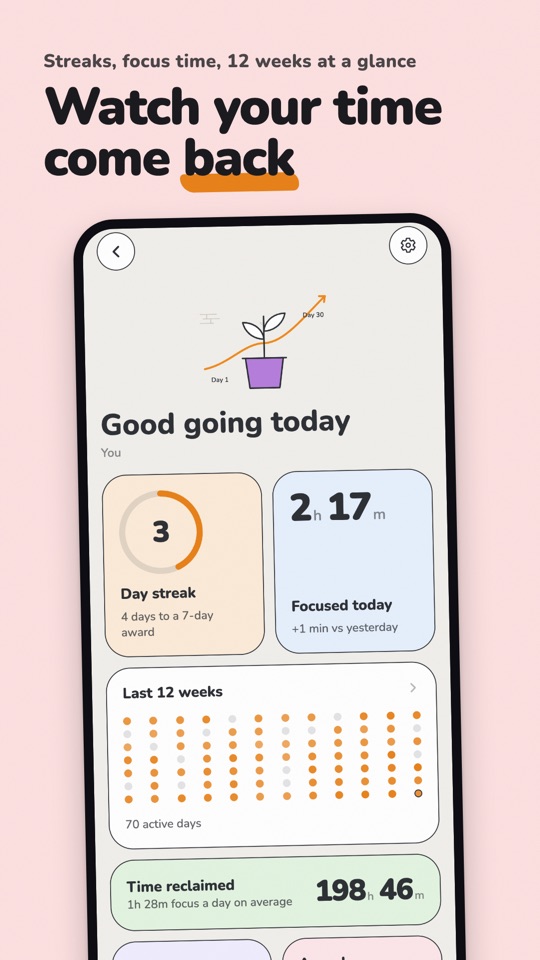 Streaks, focus time, 12 weeks at a glance
Watch your time
come back
Day 30
Day 1
Good going today
You
3
Day streak
4 days to a 7-day
award
2h 17m
Focused today
+1 min vs yesterday
Last 12 weeks
70 active days
Time reclaimed
1h 28m focus a day on average
198h 46m